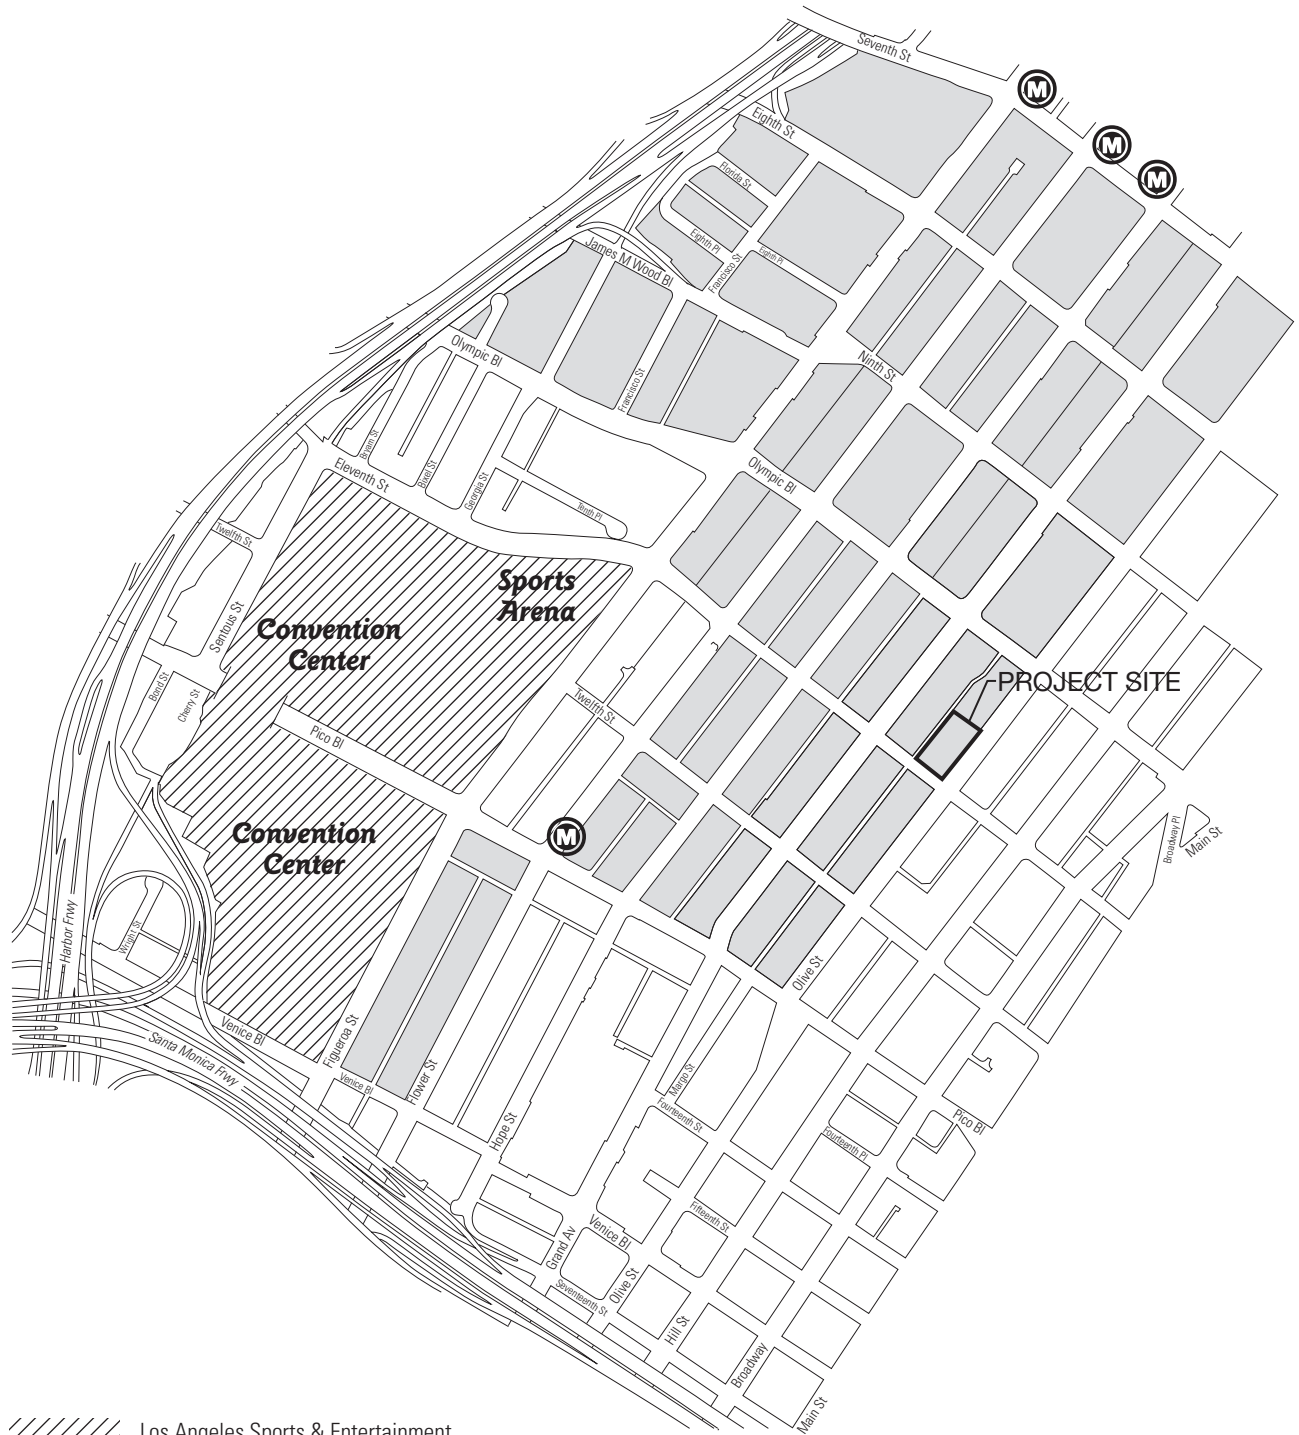 Seventh St
M
Eighth St
M
M
Florida St
Eighth Pl
Eighth Pl
James M Wood Bl
Francisco St
Olympic Bl
Ninth St
Francisco St
Bryam St
Eleventh St
Bixel St
Georgia St
Olympic Bl
Tenth Pl
Twelfth St
Sports
Arena
Sentous St
Convention
Center
PROJECT SITE
Bond St
Cherry St
Twelfth St
Pico Bl
Convention
Center
M
Broadway Pl
Main St
Harbor Frwy
Wright St
Olive St
Venice Bl
Figueroa St
Santa Monica Frwy
Venice Bl
Flower St
Margo St
Fourteenth St
Hope St
Pico Bl
Fourteenth Pl
Fifteenth St
Venice Bl
Grand Av
Olive St
Seventeenth St
Hill St
Broadway
Main St
Los Angeles Sports & Entertainment